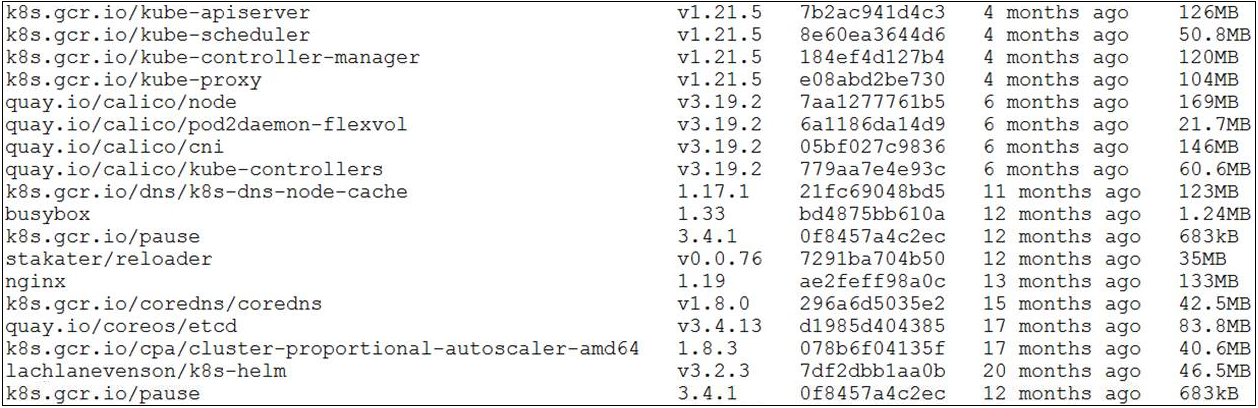 k8s.gcr.io/kube-apiserver v1.21.5 7b2ac941d4c3 4 months ago 126MB
k8s.gcr.io/kube-scheduler v1.21.5 8e60ea3644d6 4 months ago 50.8MB
k8s.gcr.io/kube-controller-manager v1.21.5 184ef4d127b4 4 months ago 120MB
k8s.gcr.io/kube-proxy v1.21.5 e08abd2be730 4 months ago 104MB
quay.io/calico/node v3.19.2 7aa1277761b5 6 months ago 169MB
quay.io/calico/pod2daemon-flexvol v3.19.2 6a1186da14d9 6 months ago 21.7MB
quay.io/calico/cni v3.19.2 05bf027c9836 6 months ago 146MB
quay.io/calico/kube-controllers v3.19.2 779aa7e4e93c 6 months ago 60.6MB
k8s.gcr.io/dns/k8s-dns-node-cache 1.17.1 21fc69048bd5 11 months ago 123MB
busybox 1.33 bd4875bb610a 12 months ago 1.24MB
k8s.gcr.io/pause 3.4.1 0f8457a4c2ec 12 months ago 683kB
stakater/reloader v0.0.76 7291ba704b50 12 months ago 35MB
nginx 1.19 ae2feff98a0c 13 months ago 133MB
k8s.gcr.io/coredns/coredns v1.8.0 296a6d5035e2 15 months ago 42.5MB
quay.io/coreos/etcd v3.4.13 d1985d404385 17 months ago 83.8MB
k8s.gcr.io/cpa/cluster-proportional-autoscaler-amd64 1.8.3 078b6f04135f 17 months ago 40.6MB
lachlanevenson/k8s-helm v3.2.3 7df2dbb1aa0b 20 months ago 46.5MB
k8s.gcr.io/pause 3.4.1 0f8457a4c2ec 12 months ago 683kB